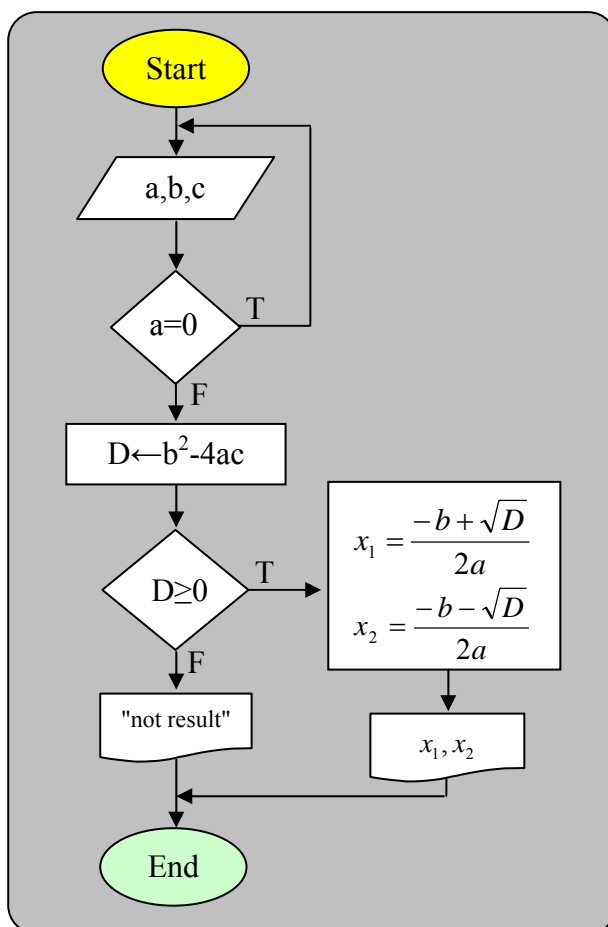 Start
a,b,c
a=0
T
F
D←b²-4ac
D≥0
T
x₁ = (-b + √D)/2a
x₂ = (-b - √D)/2a
F
"not result"
x₁, x₂
End